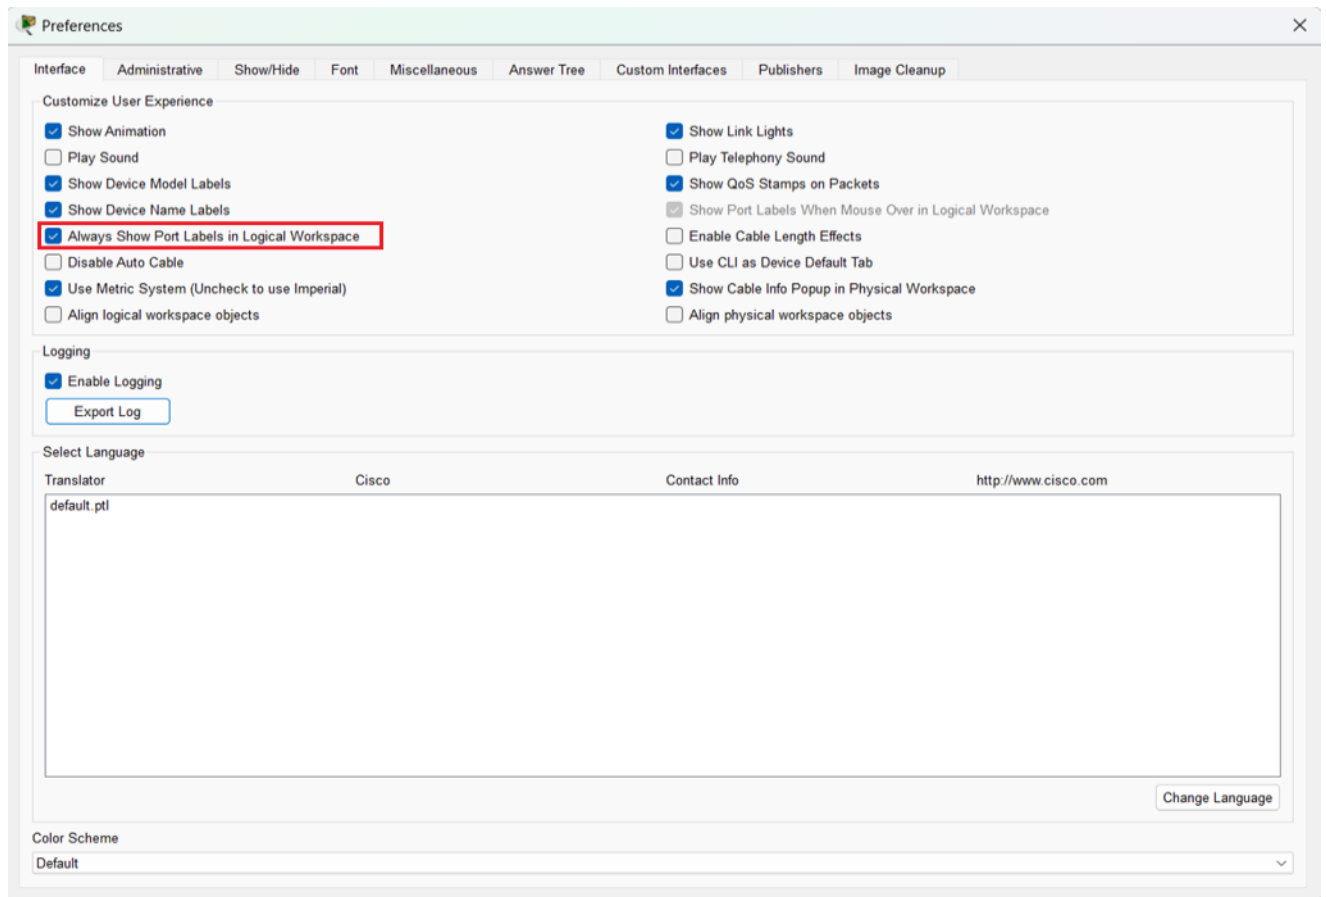 Preferences
Interface Administrative Show/Hide Font Miscellaneous Answer Tree Custom Interfaces Publishers Image Cleanup
Customize User Experience
Show Animation Show Link Lights
Play Sound Play Telephony Sound
Show Device Model Labels Show QoS Stamps on Packets
Show Device Name Labels Show Port Labels When Mouse Over in Logical Workspace
Always Show Port Labels in Logical Workspace Enable Cable Length Effects
Disable Auto Cable Use CLI as Device Default Tab
Use Metric System (Uncheck to use Imperial) Show Cable Info Popup in Physical Workspace
Align logical workspace objects Align physical workspace objects
Logging
Enable Logging
Export Log
Select Language
Translator Cisco Contact Info http://www.cisco.com
default.ptl
Change Language
Color Scheme
Default